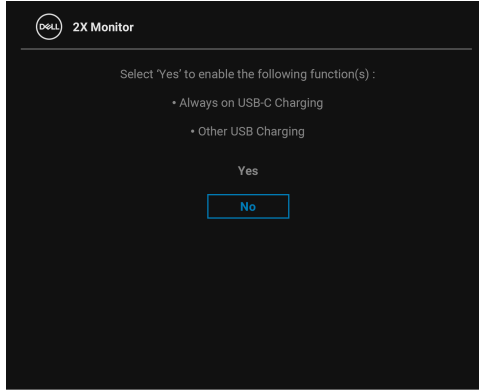 DELL 2X Monitor
Select 'Yes' to enable the following function(s) :
• Always on USB-C Charging
• Other USB Charging
Yes
No